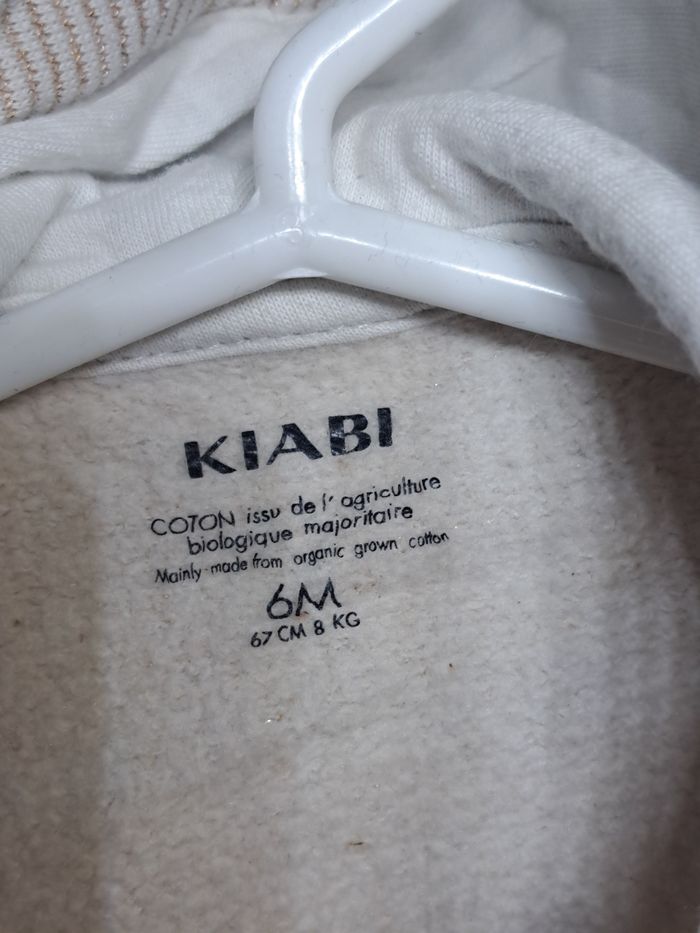 KIABI
COTON issu de l' agriculture
biologique majoritaire
Mainly made from organic grown cotton
6M
67 CM 8 KG